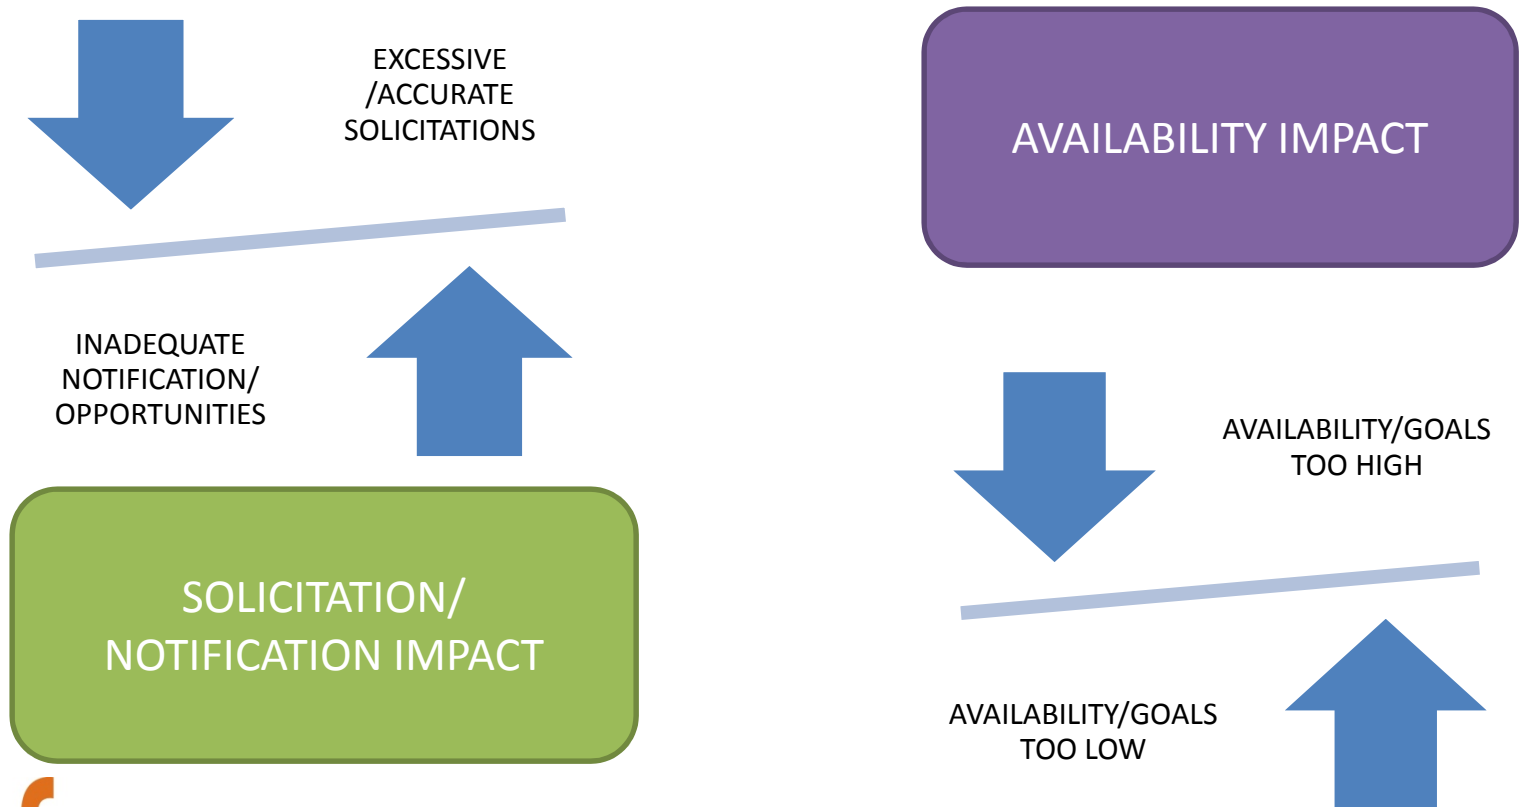 EXCESSIVE
/ACCURATE
SOLICITATIONS
INADEQUATE
NOTIFICATION/
OPPORTUNITIES
SOLICITATION/
NOTIFICATION IMPACT
AVAILABILITY IMPACT
AVAILABILITY/GOALS
TOO HIGH
AVAILABILITY/GOALS
TOO LOW